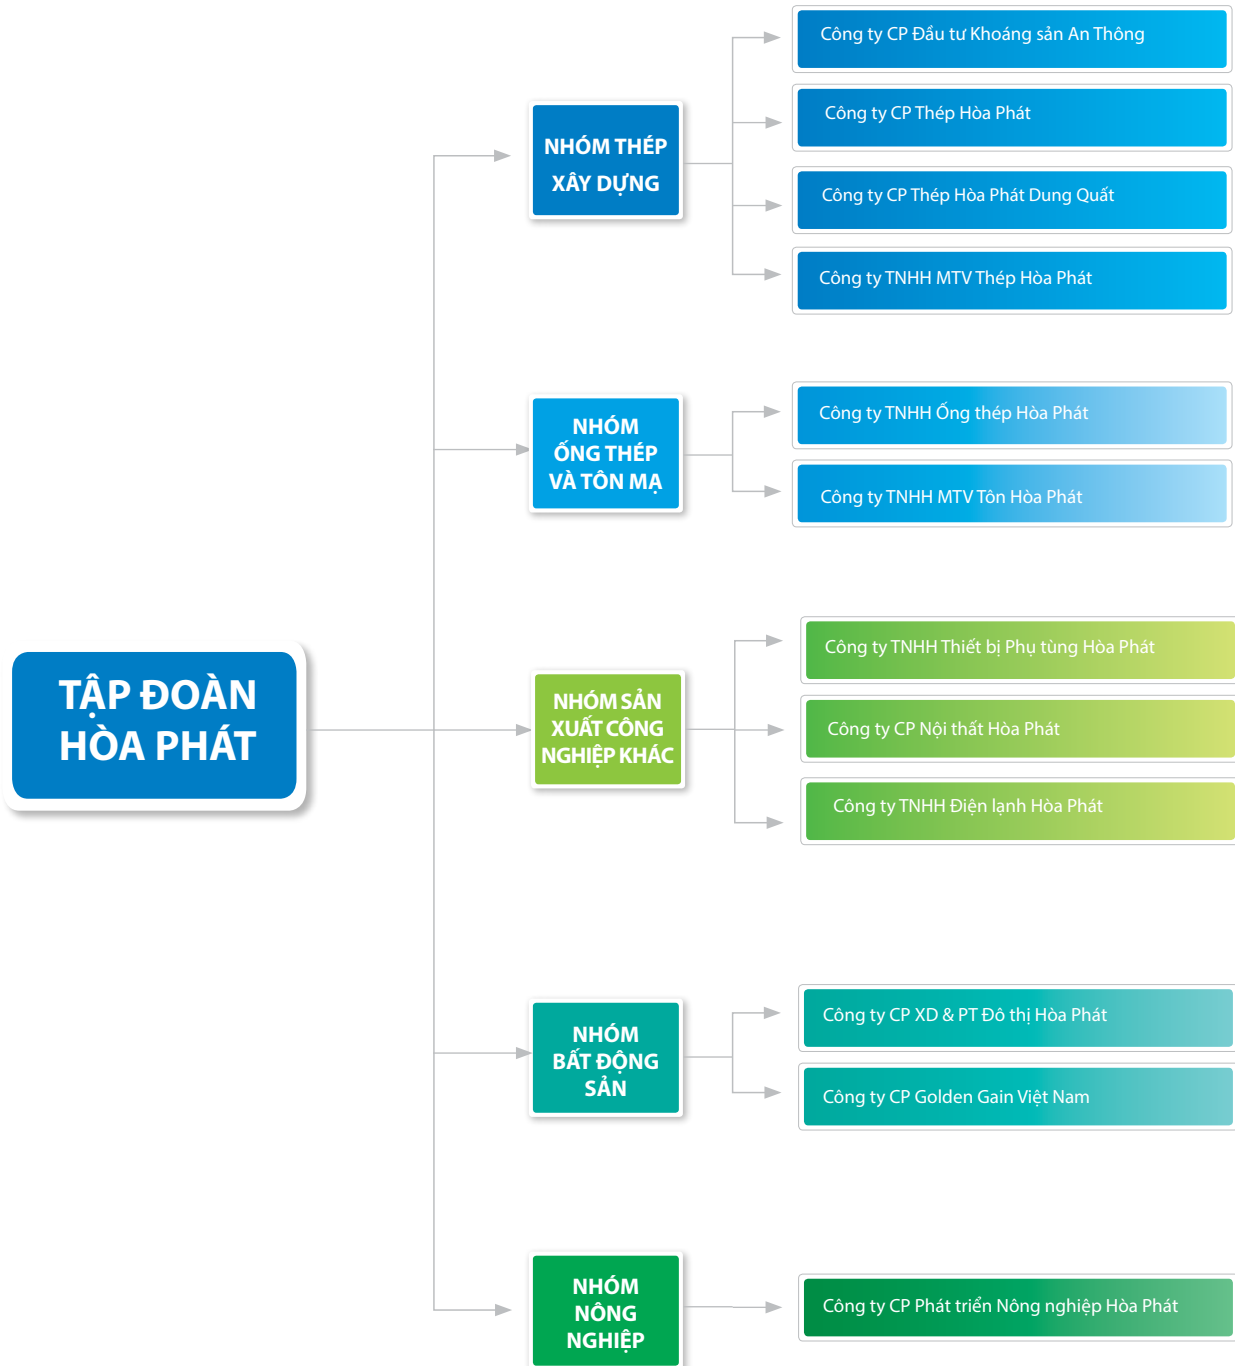 TẬP ĐOÀN
HÒA PHÁT
NHÓM THÉP
XÂY DỰNG
Công ty CP Đầu tư Khoáng sản An Thông
Công ty CP Thép Hòa Phát
Công ty CP Thép Hòa Phát Dung Quất
Công ty TNHH MTV Thép Hòa Phát
NHÓM
ỐNG THÉP
VÀ TÔN MẠ
Công ty TNHH Ống thép Hòa Phát
Công ty TNHH MTV Tôn Hòa Phát
NHÓM SẢN
XUẤT CÔNG
NGHIỆP KHÁC
Công ty TNHH Thiết bị Phụ tùng Hòa Phát
Công ty CP Nội thất Hòa Phát
Công ty TNHH Điện lạnh Hòa Phát
NHÓM
BẤT ĐỘNG
SẢN
Công ty CP XD & PT Đô thị Hòa Phát
Công ty CP Golden Gain Việt Nam
NHÓM
NÔNG
NGHIỆP
Công ty CP Phát triển Nông nghiệp Hòa Phát